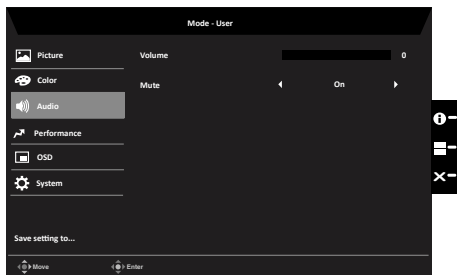 Mode - User
Picture
Volume 0
Color
Mute On
Audio
Performance
OSD
System
Save setting to...
Move Enter